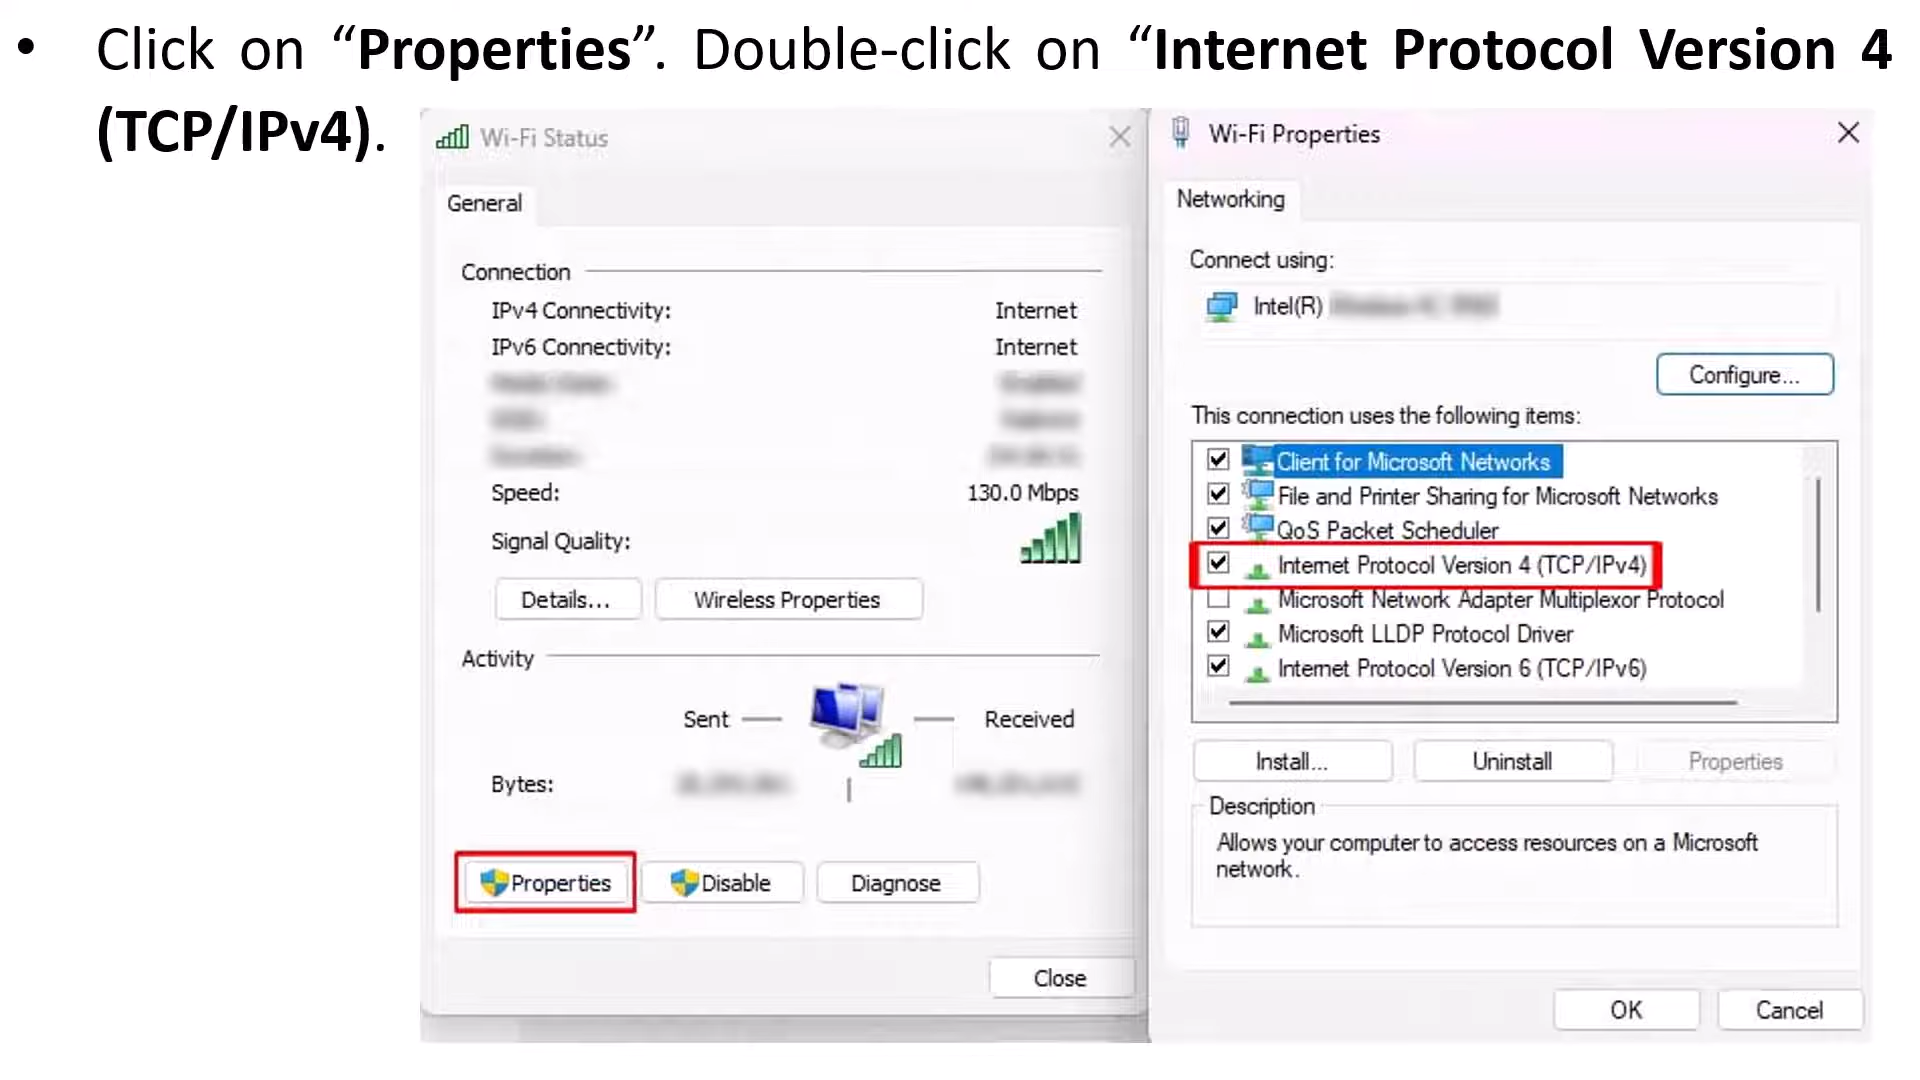 • Click on “Properties”. Double-click on “Internet Protocol Version 4
(TCP/IPv4).
Wi-Fi Status
General
Connection
IPv4 Connectivity: Internet
IPv6 Connectivity: Internet
Speed: 130.0 Mbps
Signal Quality:
Details...
Wireless Properties
Activity
Sent
Received
Bytes:
Properties
Disable
Diagnose
Close
Wi-Fi Properties
Networking
Connect using:
Intel(R)
Configure...
This connection uses the following items:
Client for Microsoft Networks
File and Printer Sharing for Microsoft Networks
QoS Packet Scheduler
Internet Protocol Version 4 (TCP/IPv4)
Microsoft Network Adapter Multiplexor Protocol
Microsoft LLDP Protocol Driver
Internet Protocol Version 6 (TCP/IPv6)
Install...
Uninstall
Properties
Description
Allows your computer to access resources on a Microsoft
network.
OK
Cancel